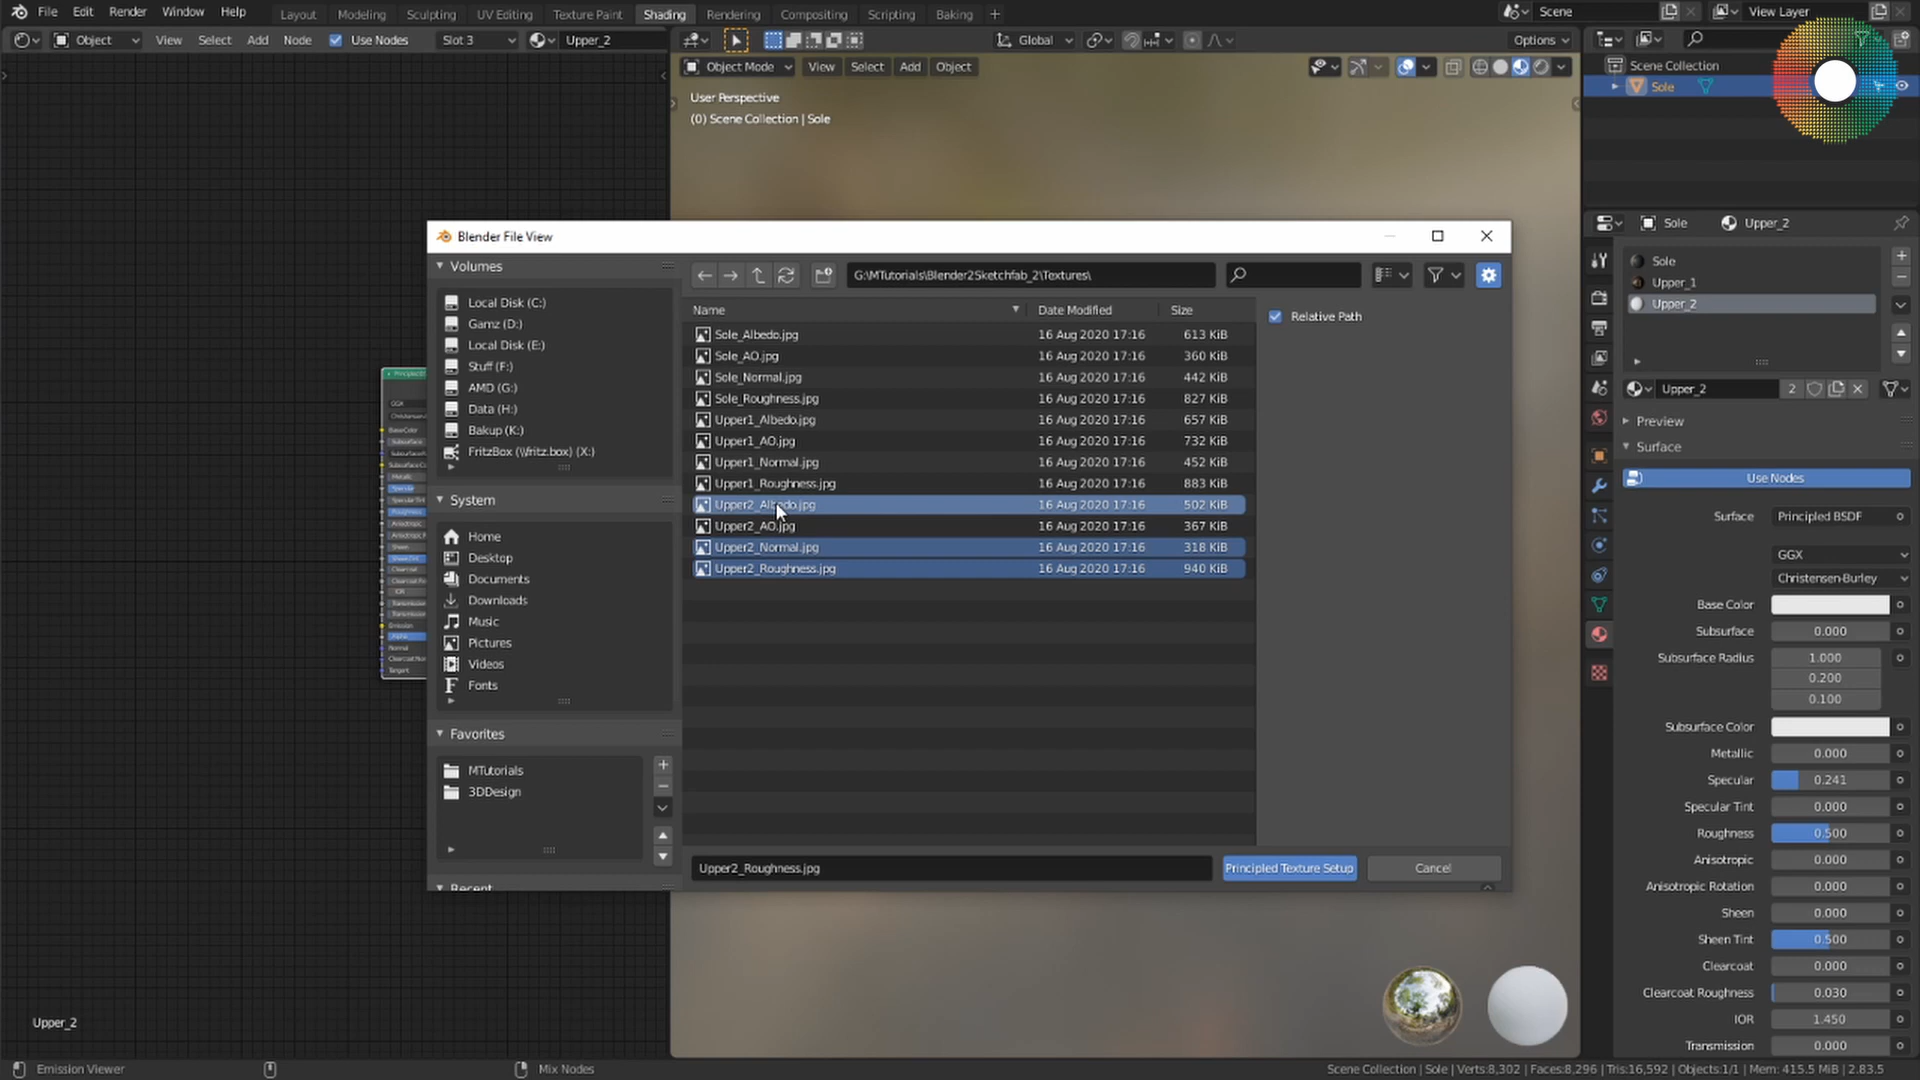 File Edit Render Window Help Layout Modeling Sculpting UV Editing Texture Paint Shading Rendering Compositing Scripting Baking + Scene View Layer
Object View Select Add Node Use Nodes Slot 3 Upper_2 Global Options
Object Mode View Select Add Object
User Perspective
(0) Scene Collection | Sole
Scene Collection
Sole
Blender File View
Volumes
Local Disk (C:)
Gamz (D:)
Local Disk (E:)
Stuff (F:)
AMD (G:)
Data (H:)
Bakup (K:)
FritzBox (\\fritz.box) (X:)
System
Home
Desktop
Documents
Downloads
Music
Pictures
Videos
Fonts
Favorites
MTutorials
3DDesign
Recent
G:\MTutorials\Blender2Sketchfab_2\Textures\
Name Date Modified Size
Sole_Albedo.jpg 16 Aug 2020 17:16 613 KiB
Sole_AO.jpg 16 Aug 2020 17:16 360 KiB
Sole_Normal.jpg 16 Aug 2020 17:16 442 KiB
Sole_Roughness.jpg 16 Aug 2020 17:16 827 KiB
Upper1_Albedo.jpg 16 Aug 2020 17:16 657 KiB
Upper1_AO.jpg 16 Aug 2020 17:16 732 KiB
Upper1_Normal.jpg 16 Aug 2020 17:16 452 KiB
Upper1_Roughness.jpg 16 Aug 2020 17:16 883 KiB
Upper2_Albedo.jpg 16 Aug 2020 17:16 502 KiB
Upper2_AO.jpg 16 Aug 2020 17:16 367 KiB
Upper2_Normal.jpg 16 Aug 2020 17:16 318 KiB
Upper2_Roughness.jpg 16 Aug 2020 17:16 940 KiB
Relative Path
Upper2_Roughness.jpg Principled Texture Setup Cancel
Sole Upper_2
Sole
Upper_1
Upper_2
Upper_2 2
Preview
Surface
Use Nodes
Surface Principled BSDF
GGX
Christensen-Burley
Base Color
Subsurface 0.000
Subsurface Radius 1.000
0.200
0.100
Subsurface Color
Metallic 0.000
Specular 0.241
Specular Tint 0.000
Roughness 0.500
Anisotropic 0.000
Anisotropic Rotation 0.000
Sheen 0.000
Sheen Tint 0.500
Clearcoat 0.000
Clearcoat Roughness 0.030
IOR 1.450
Transmission 0.000
Upper_2
Emission Viewer Mix Nodes Scene Collection | Sole | Verts:8,302 | Faces:8,296 | Tris:16,592 | Objects:1/1 | Mem: 415.5 MiB | 2.83.5